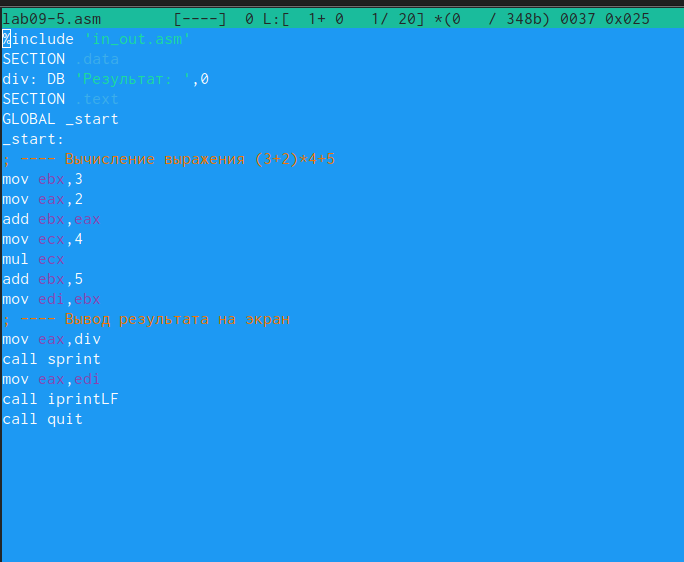 lab09-5.asm [----] 0 L:[ 1+ 0 1/ 20] *(0 / 348b) 0037 0x025
%include 'in_out.asm'
SECTION .data
div: DB 'Результат: ',0
SECTION .text
GLOBAL _start
_start:
; ---- Вычисление выражения (3+2)*4+5
mov ebx,3
mov eax,2
add ebx,eax
mov ecx,4
mul ecx
add ebx,5
mov edi,ebx
; ---- Вывод результата на экран
mov eax,div
call sprint
mov eax,edi
call iprintLF
call quit